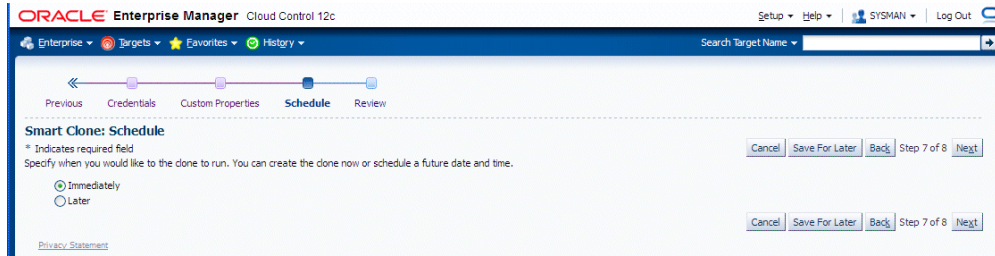 ORACLE Enterprise Manager Cloud Control 12c
Setup Help SYSMAN Log Out
Enterprise Targets Favorites History Search Target Name
Previous Credentials Custom Properties Schedule Review
Smart Clone: Schedule
* Indicates required field
Cancel Save For Later Back Step 7 of 8 Next
Specify when you would like to the clone to run. You can create the clone now or schedule a future date and time.
Immediately
Later
Cancel Save For Later Back Step 7 of 8 Next
Privacy Statement